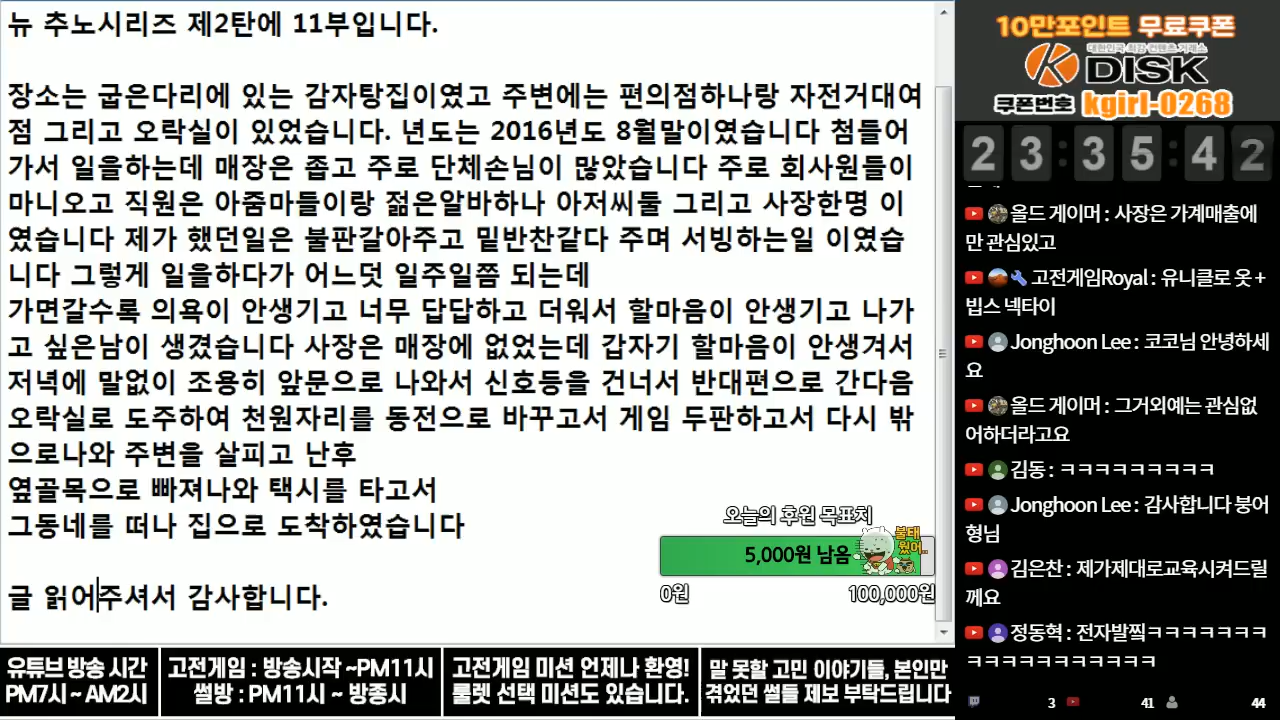 뉴 추노시리즈 제2탄에 11부입니다.
장소는 굽은다리에 있는 감자탕집이였고 주변에는 편의점하나랑 자전거대여
점 그리고 오락실이 있었습니다. 년도는 2016년도 8월말이였습니다 첨들어
가서 일을하는데 매장은 좁고 주로 단체손님이 많았습니다 주로 회사원들이
마니오고 직원은 아줌마들이랑 젊은알바하나 아저씨둘 그리고 사장한명 이
였습니다 제가 했던일은 불판갈아주고 밑반찬같다 주며 서빙하는일 이였습
니다 그렇게 일을하다가 어느덧 일주일쯤 되는데
가면갈수록 의욕이 안생기고 너무 답답하고 더워서 할마음이 안생기고 나가
고 싶은남이 생겼습니다 사장은 매장에 없었는데 갑자기 할마음이 안생겨서
저녁에 말없이 조용히 앞문으로 나와서 신호등을 건너서 반대편으로 간다음
오락실로 도주하여 천원자리를 동전으로 바꾸고서 게임 두판하고서 다시 밖
으로나와 주변을 살피고 난후
옆골목으로 빠져나와 택시를 타고서
그동네를 떠나 집으로 도착하였습니다
글 읽어주셔서 감사합니다.
오늘의 후원 목표치
5,000원 남음
불태
웠어..
0원
100,000원
10만포인트 무료쿠폰
대한민국 최강 컨텐츠 거래소
K DISK
쿠폰번호 kgirl-0268
23:35:42
올드 게이머 : 사장은 가계매출에
만 관심있고
고전게임Royal : 유니클로 옷 +
빕스 넥타이
Jonghoon Lee : 코코님 안녕하세
요
올드 게이머 : 그거외예는 관심없
어하더라고요
김동 : ㅋㅋㅋㅋㅋㅋㅋㅋㅋ
Jonghoon Lee : 감사합니다 붕어
형님
김은찬 : 제가제대로교육시켜드릴
께요
정동혁 : 전자발찜ㅋㅋㅋㅋㅋㅋㅋ
ㅋㅋㅋㅋㅋㅋㅋㅋㅋㅋㅋ
3 41 44
유튜브 방송 시간
PM7시 ~ AM2시
고전게임 : 방송시작 ~PM11시
썰방 : PM11시 ~ 방종시
고전게임 미션 언제나 환영!
룰렛 선택 미션도 있습니다.
말 못할 고민 이야기들, 본인만
겪었던 썰들 제보 부탁드립니다